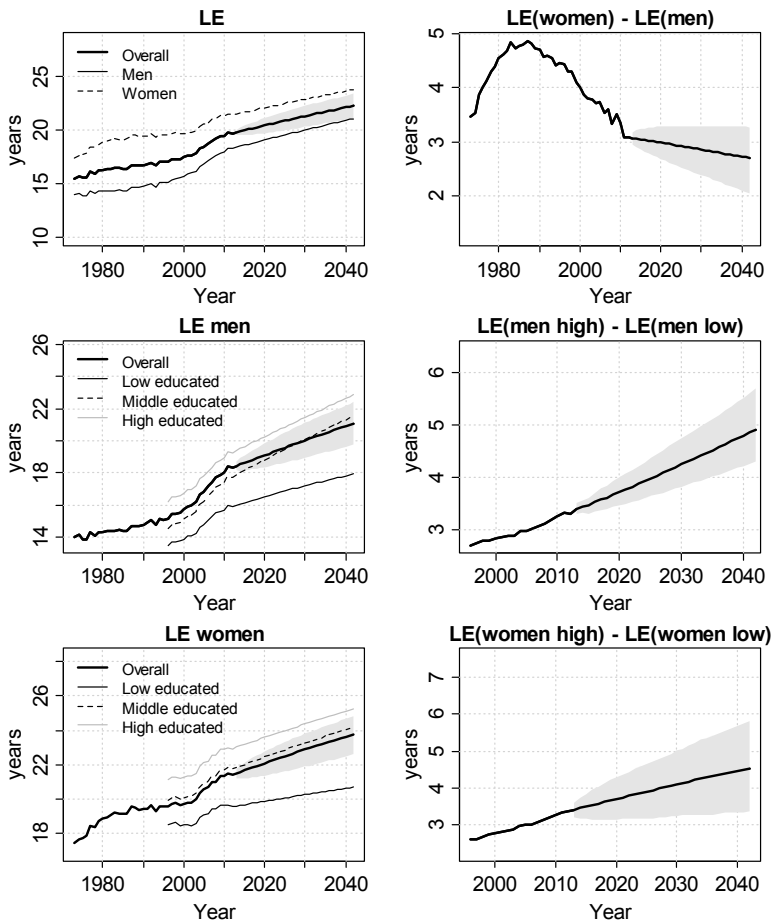 LE
Overall
Men
Women
years
10 15 20 25
1980 2000 2020 2040
Year
LE(women) - LE(men)
years
2 3 4 5
1980 2000 2020 2040
Year
LE men
Overall
Low educated
Middle educated
High educated
years
14 18 22 26
1980 2000 2020 2040
Year
LE(men high) - LE(men low)
years
3 4 5 6
2000 2010 2020 2030 2040
Year
LE women
Overall
Low educated
Middle educated
High educated
years
18 22 26
1980 2000 2020 2040
Year
LE(women high) - LE(women low)
years
3 4 5 6 7
2000 2010 2020 2030 2040
Year